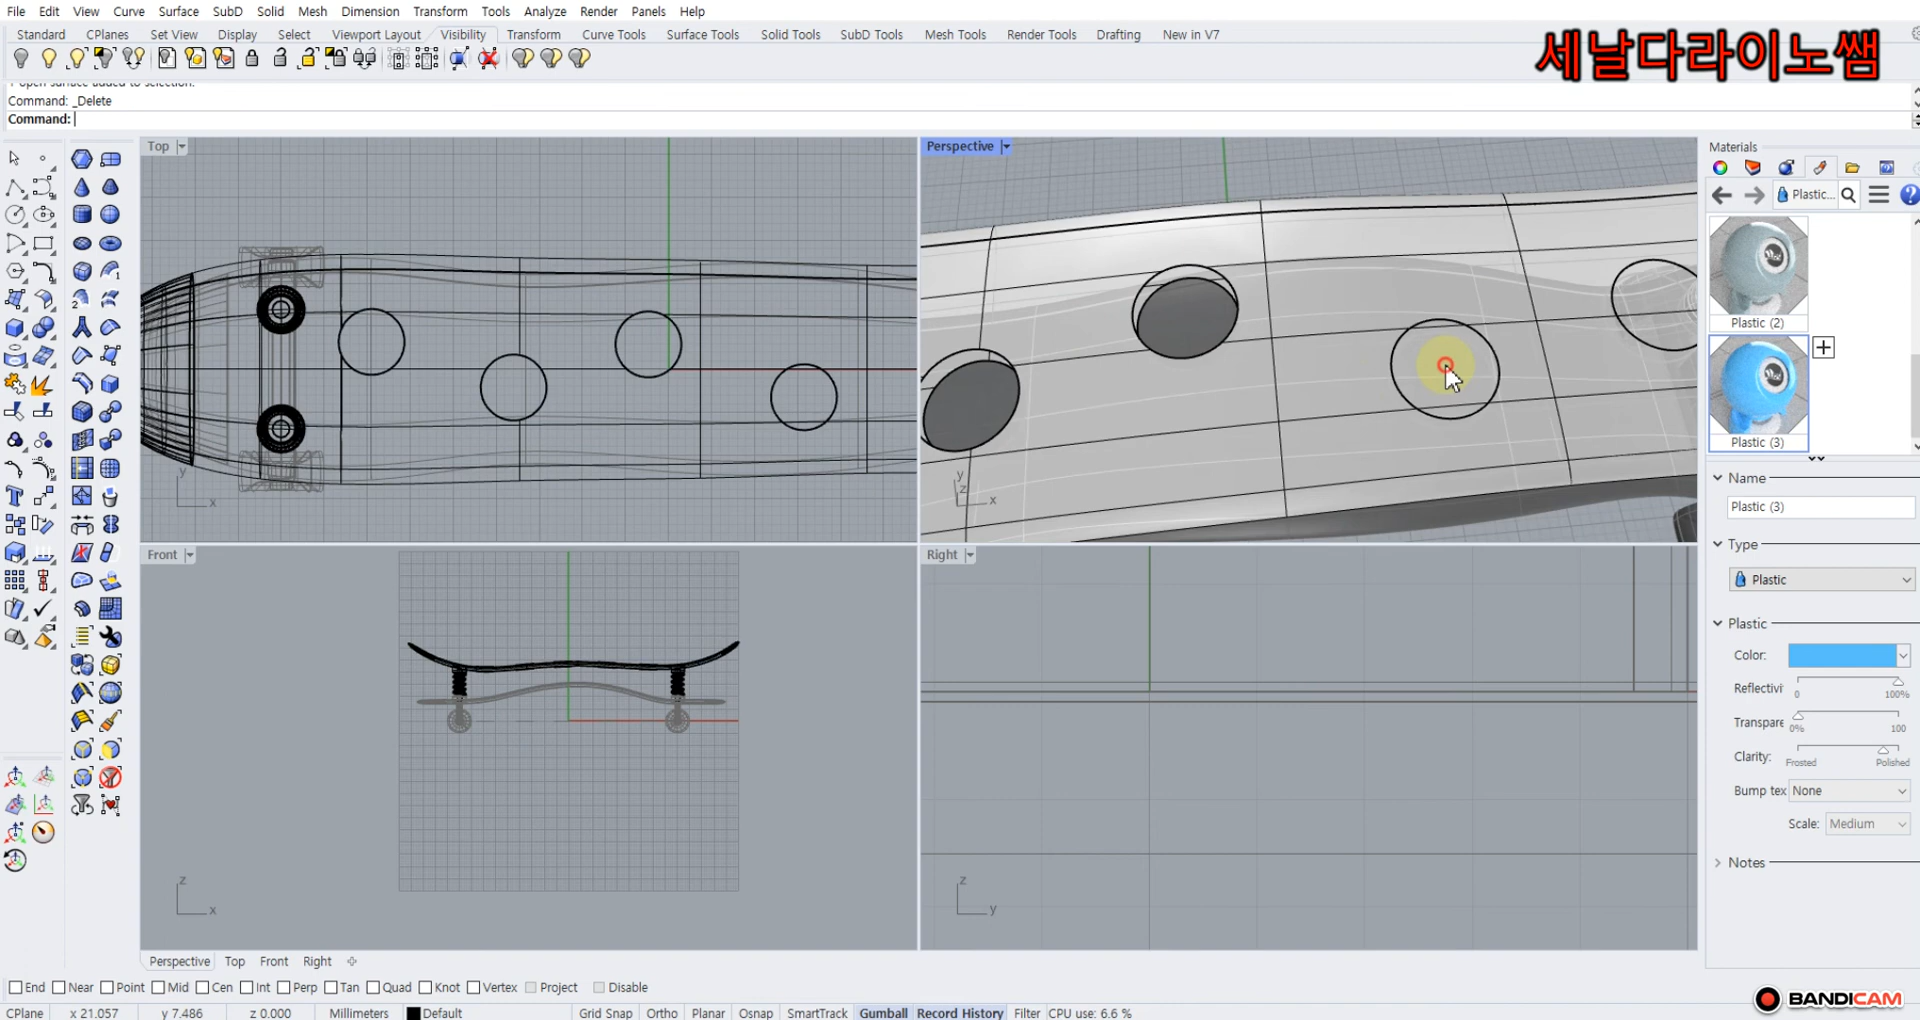 File Edit View Curve Surface SubD Solid Mesh Dimension Transform Tools Analyze Render Panels Help
Standard CPlanes Set View Display Select Viewport Layout Visibility Transform Curve Tools Surface Tools Solid Tools SubD Tools Mesh Tools Render Tools Drafting New in V7
세날다라이노쌤
1 open surface added to selection.
Command: _Delete
Command:
Top
Perspective
Materials
Plastic...
Plastic (2)
Plastic (3)
Name
Plastic (3)
Type
Plastic
Plastic
Color:
Reflectivi
0 100%
Transpare
0% 100
Clarity:
Frosted Polished
Bump tex None
Scale: Medium
Notes
y x
y z x
Front
Right
z x
z y
Perspective Top Front Right
End Near Point Mid Cen Int Perp Tan Quad Knot Vertex Project Disable
BANDICAM
CPlane x 21.057 y 7.486 z 0.000 Millimeters Default Grid Snap Ortho Planar Osnap SmartTrack Gumball Record History Filter CPU use: 6.6 %